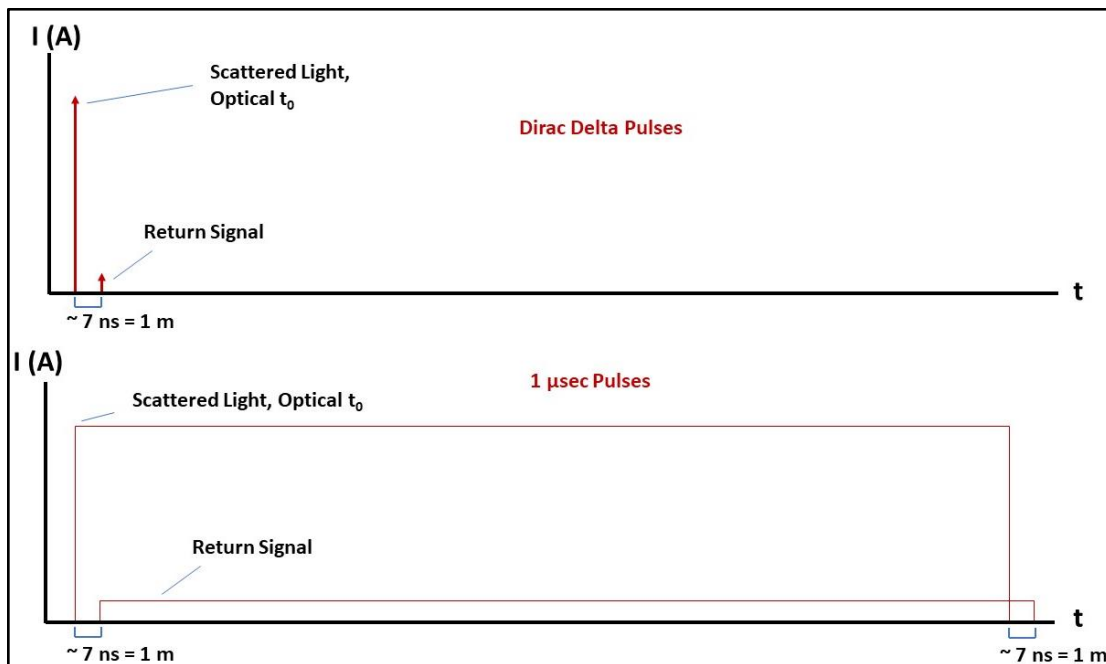 I (A)
Scattered Light,
Optical t₀
Dirac Delta Pulses
Return Signal
t
~ 7 ns = 1 m
I (A)
1 μsec Pulses
Scattered Light, Optical t₀
Return Signal
t
~ 7 ns = 1 m
~ 7 ns = 1 m